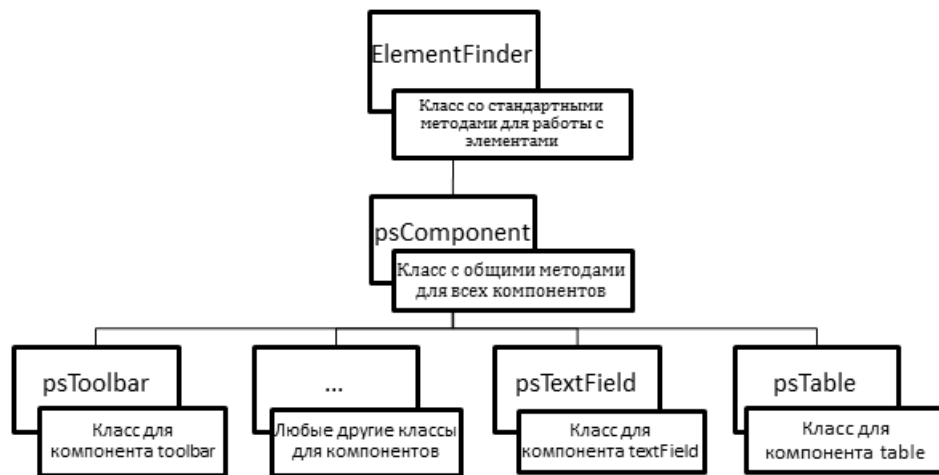 ElementFinder
Класс со стандартными
методами для работы с
элементами
psComponent
Класс с общими методами
для всех компонентов
psToolbar
Класс для
компонента toolbar
...
Любые другие классы
для компонентов
psTextField
Класс для
компонента textField
psTable
Класс для
компонента table